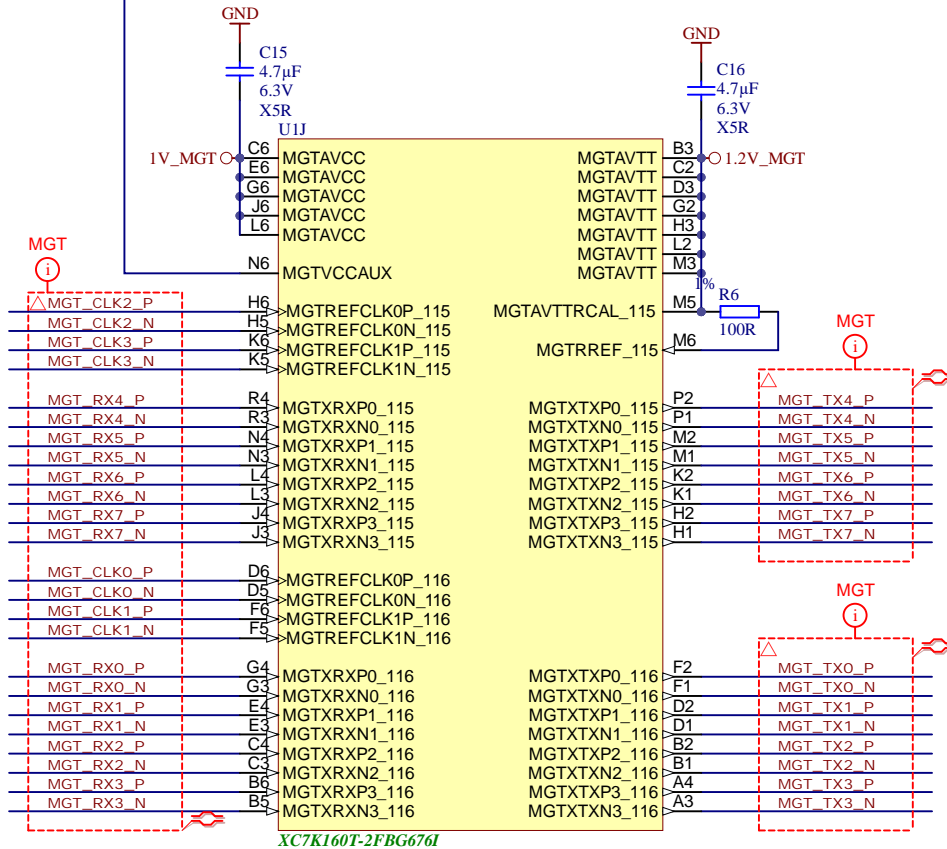 GND
C15
4.7µF
6.3V
X5R
GND
C16
4.7µF
6.3V
X5R
U1J
1V_MGT C6 MGTAVCC MGTAVTT B3 1.2V_MGT
E6 MGTAVCC MGTAVTT C2
G6 MGTAVCC MGTAVTT D3
J6 MGTAVCC MGTAVTT G2
L6 MGTAVCC MGTAVTT H3
MGTAVTT L2
N6 MGTVCCAUX MGTAVTT M3
1%
MGT
i
MGT_CLK2_P H6 MGTREFCLK0P_115 MGTAVTTRCAL_115 M5 R6
100R
MGT_CLK2_N H5 MGTREFCLK0N_115
MGT_CLK3_P K6 MGTREFCLK1P_115 MGTRREF_115 M6
MGT_CLK3_N K5 MGTREFCLK1N_115
MGT
i
MGT_RX4_P R4 MGTXRXP0_115 MGTXTXP0_115 P2 MGT_TX4_P
MGT_RX4_N R3 MGTXRXN0_115 MGTXTXN0_115 P1 MGT_TX4_N
MGT_RX5_P N4 MGTXRXP1_115 MGTXTXP1_115 M2 MGT_TX5_P
MGT_RX5_N N3 MGTXRXN1_115 MGTXTXN1_115 M1 MGT_TX5_N
MGT_RX6_P L4 MGTXRXP2_115 MGTXTXP2_115 K2 MGT_TX6_P
MGT_RX6_N L3 MGTXRXN2_115 MGTXTXN2_115 K1 MGT_TX6_N
MGT_RX7_P J4 MGTXRXP3_115 MGTXTXP3_115 H2 MGT_TX7_P
MGT_RX7_N J3 MGTXRXN3_115 MGTXTXN3_115 H1 MGT_TX7_N
MGT_CLK0_P D6 MGTREFCLK0P_116
MGT_CLK0_N D5 MGTREFCLK0N_116
MGT_CLK1_P F6 MGTREFCLK1P_116
MGT_CLK1_N F5 MGTREFCLK1N_116
MGT
i
MGT_RX0_P G4 MGTXRXP0_116 MGTXTXP0_116 F2 MGT_TX0_P
MGT_RX0_N G3 MGTXRXN0_116 MGTXTXN0_116 F1 MGT_TX0_N
MGT_RX1_P E4 MGTXRXP1_116 MGTXTXP1_116 D2 MGT_TX1_P
MGT_RX1_N E3 MGTXRXN1_116 MGTXTXN1_116 D1 MGT_TX1_N
MGT_RX2_P C4 MGTXRXP2_116 MGTXTXP2_116 B2 MGT_TX2_P
MGT_RX2_N C3 MGTXRXN2_116 MGTXTXN2_116 B1 MGT_TX2_N
MGT_RX3_P B6 MGTXRXP3_116 MGTXTXP3_116 A4 MGT_TX3_P
MGT_RX3_N B5 MGTXRXN3_116 MGTXTXN3_116 A3 MGT_TX3_N
XC7K160T-2FBG676I